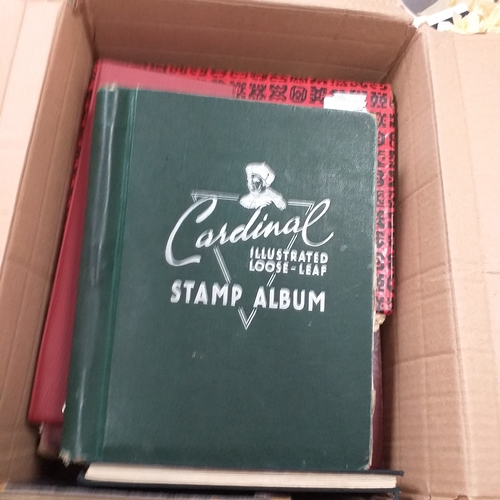 Cardinal
ILLUSTRATED
LOOSE-LEAF
STAMP ALBUM